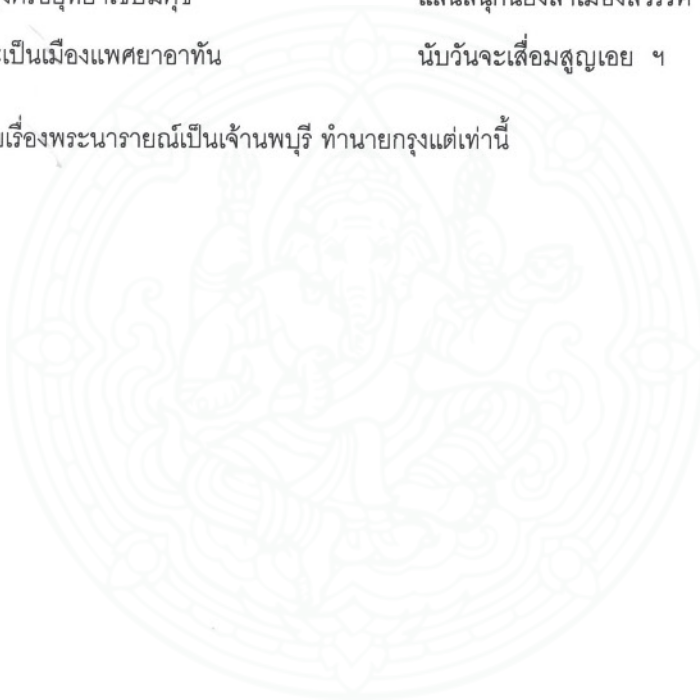 เป็นเมืองแพศยาอาทัน นับวันจะเสื่อมสูญเอย ฯ
เรื่องพระนารายณ์เป็นเจ้านพบุรี ทำนายกรุงแต่เท่านี้